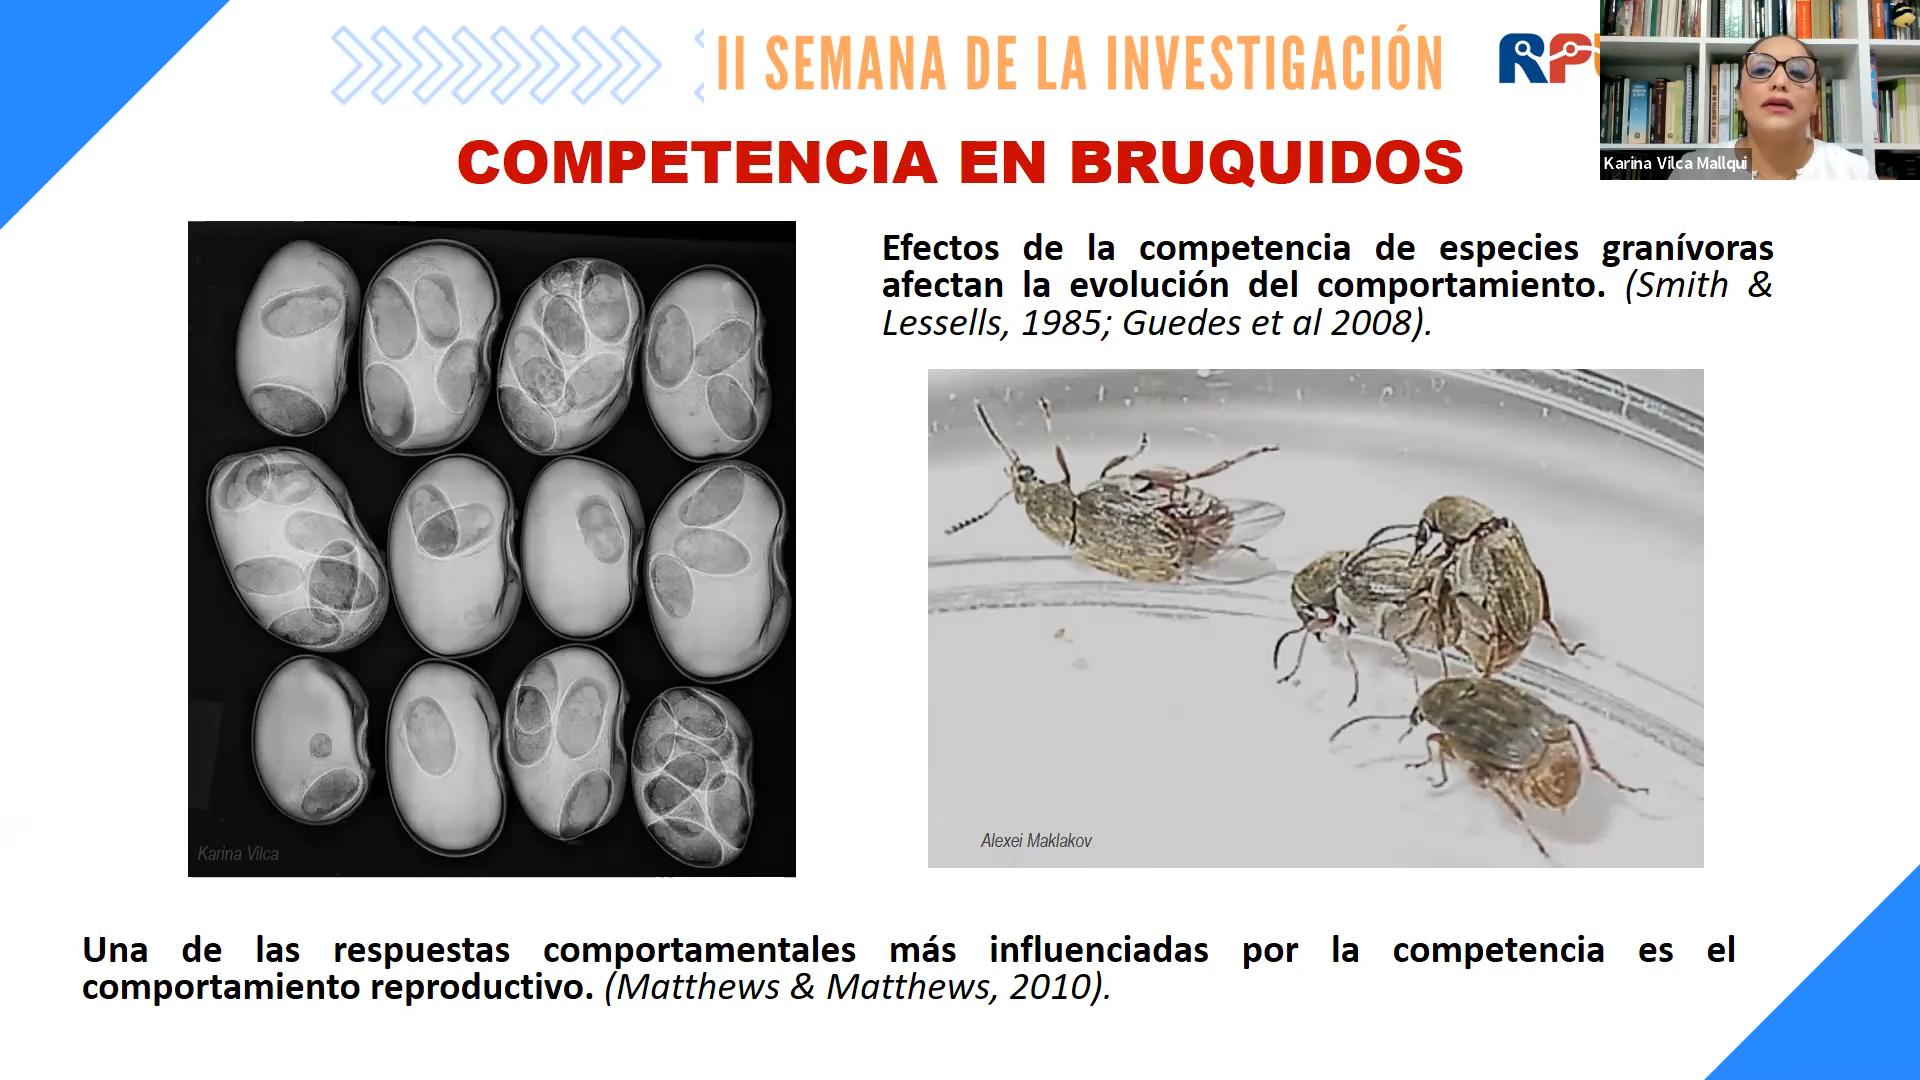 II SEMANA DE LA INVESTIGACIÓN
RP
Karina Vilca Mallqui
COMPETENCIA EN BRUQUIDOS
Efectos de la competencia de especies granívoras
afectan la evolución del comportamiento. (Smith &
Lessells, 1985; Guedes et al 2008).
Karina Vilca
Alexei Maklakov
Una de las respuestas comportamentales más influenciadas por la competencia es el
comportamiento reproductivo. (Matthews & Matthews, 2010).